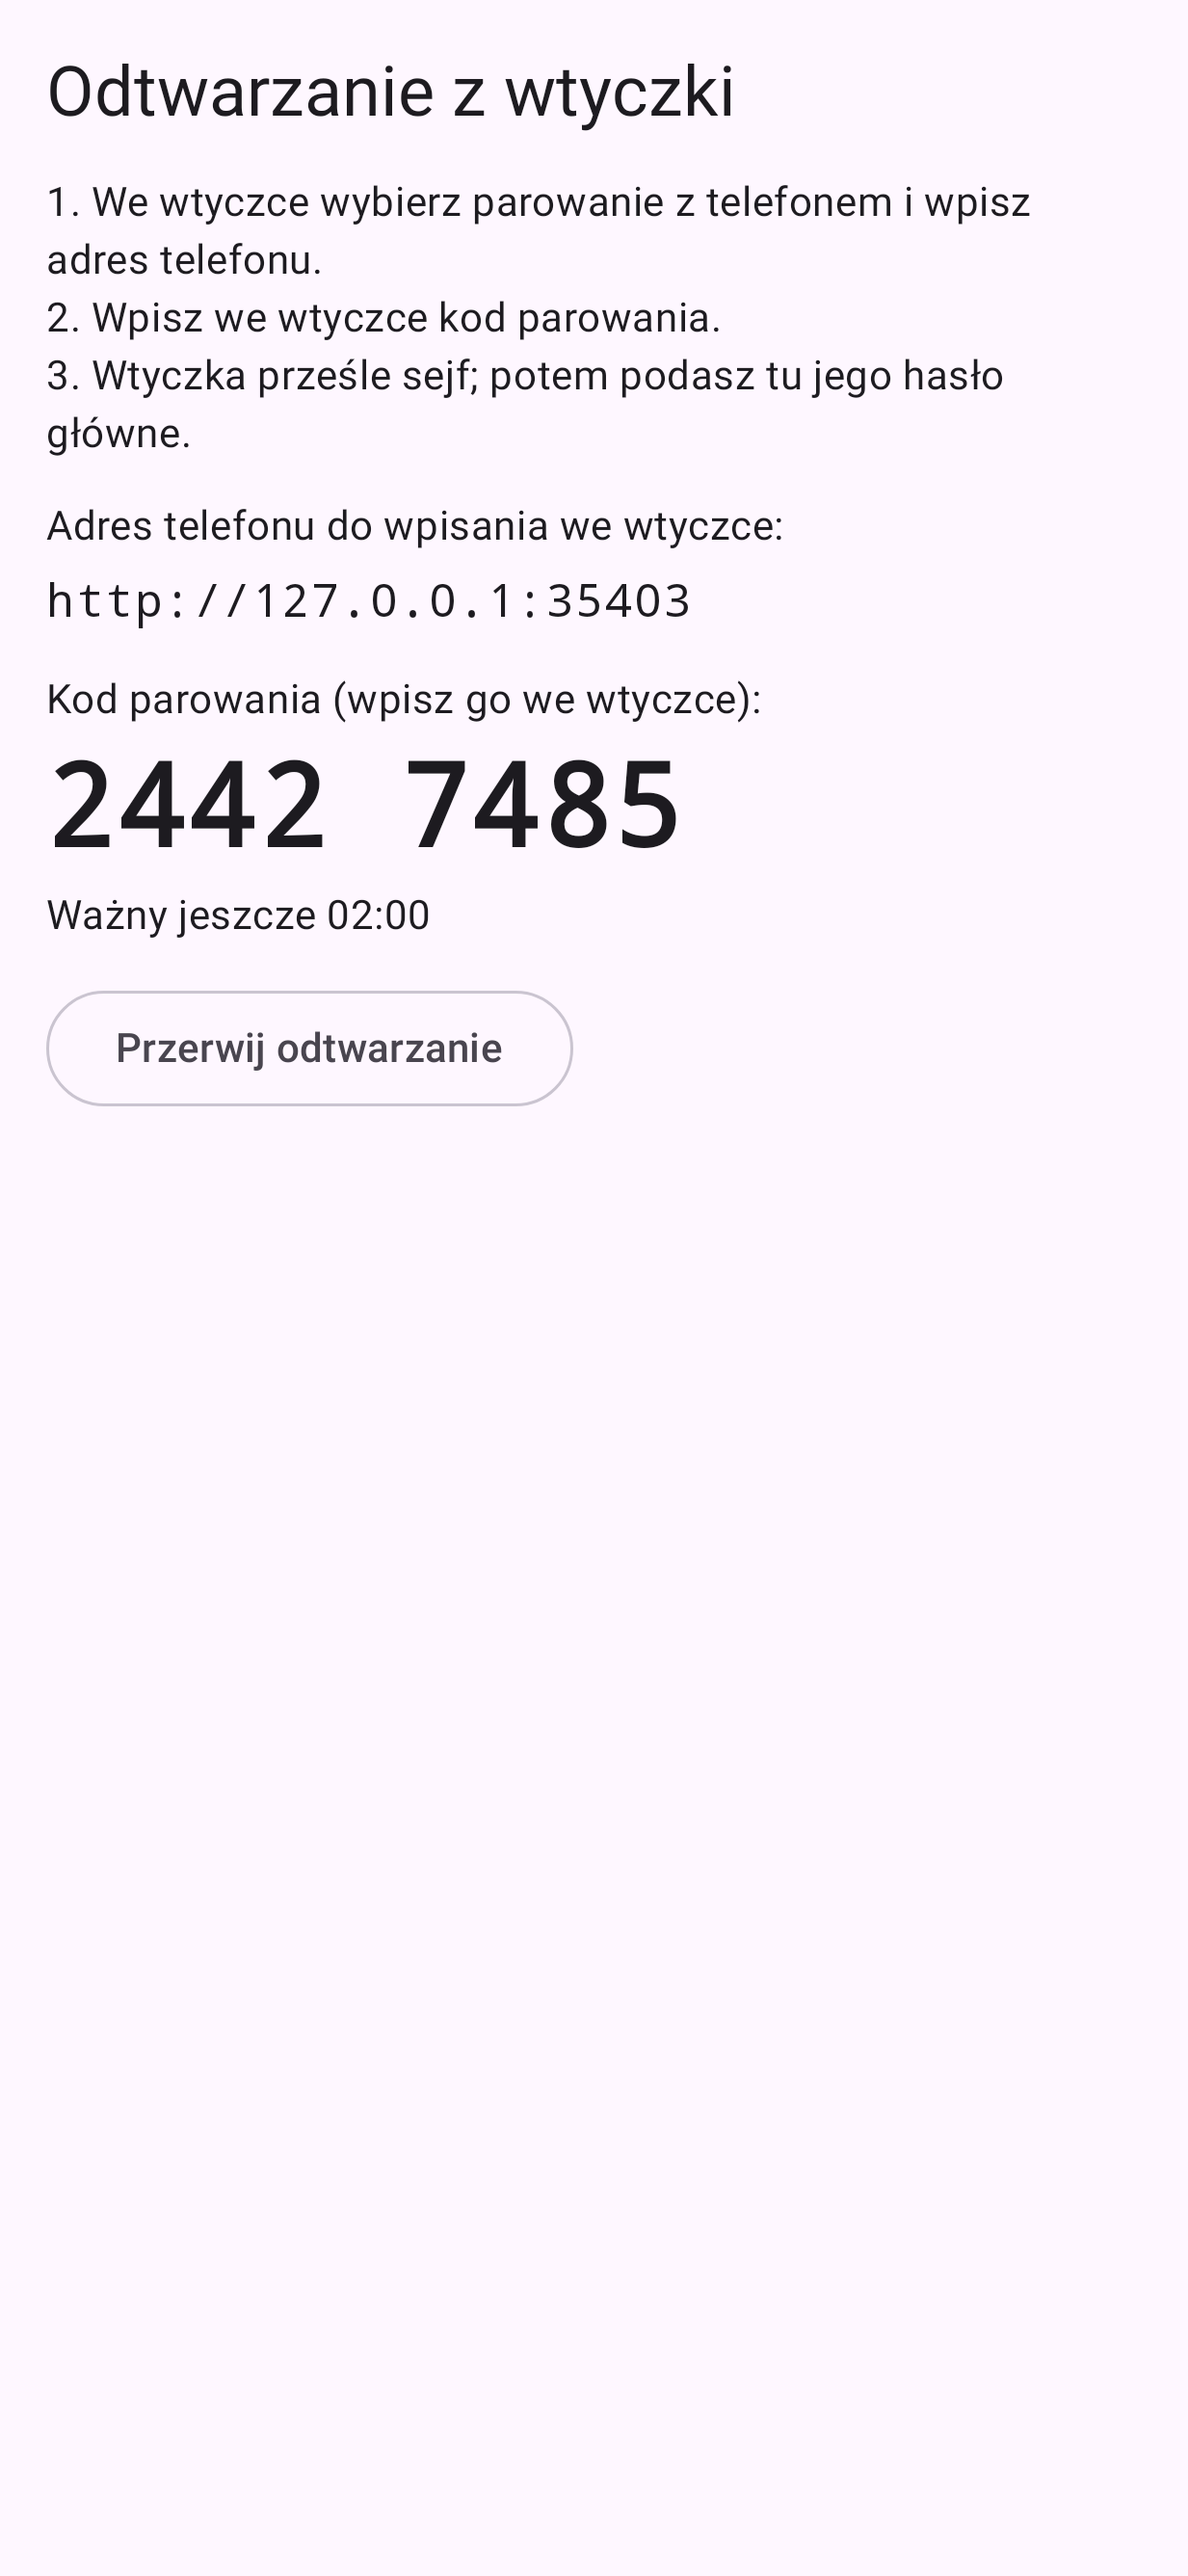 Odtwarzanie z wtyczki
1. We wtyczce wybierz parowanie z telefonem i wpisz
adres telefonu.
2. Wpisz we wtyczce kod parowania.
3. Wtyczka prześle sejf; potem podasz tu jego hasło
główne.
Adres telefonu do wpisania we wtyczce:
http://127.0.0.1:35403
Kod parowania (wpisz go we wtyczce):
2442 7485
Ważny jeszcze 02:00
Przerwij odtwarzanie